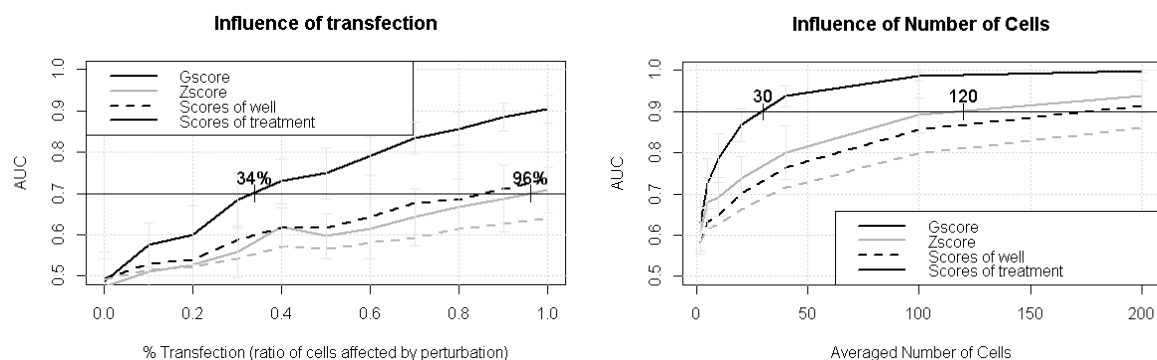 Influence of transfection
AUC
1.0
0.9
0.8
0.7
0.6
0.5
Gscore
Zscore
Scores of well
Scores of treatment
34%
96%
0.0
0.2
0.4
0.6
0.8
1.0
% Transfection (ratio of cells affected by perturbation)
Influence of Number of Cells
AUC
1.0
0.9
0.8
0.7
0.6
0.5
30
120
Gscore
Zscore
Scores of well
Scores of treatment
0
50
100
150
200
Averaged Number of Cells